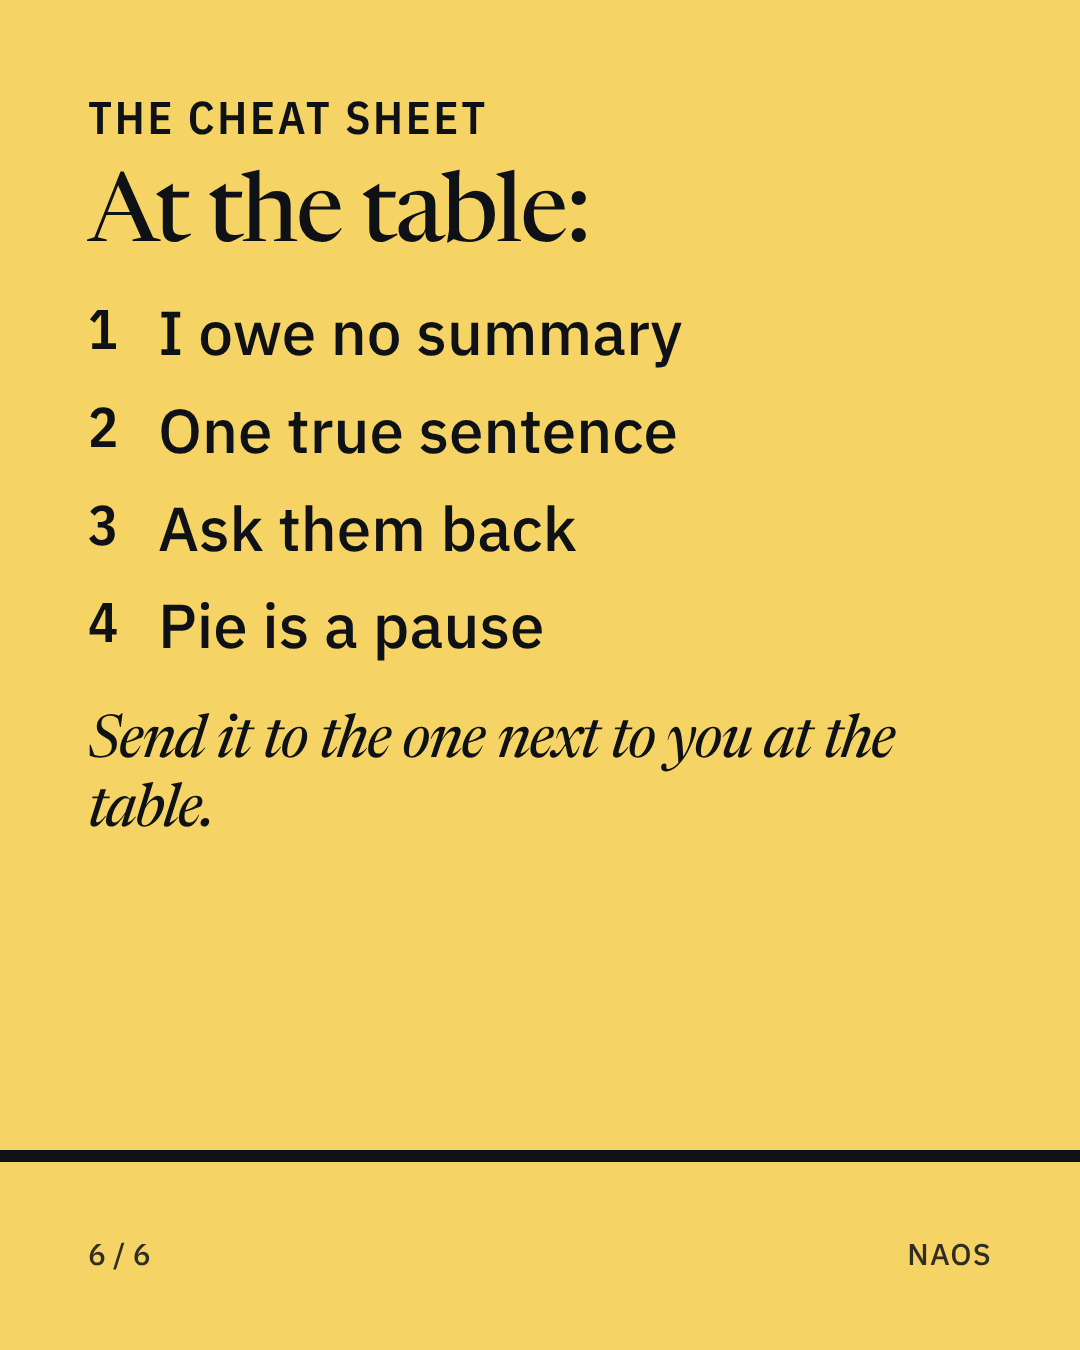 THE CHEAT SHEET
At the table:
1 I owe no summary
2 One true sentence
3 Ask them back
4 Pie is a pause
Send it to the one next to you at the
table.
6 / 6
NAOS